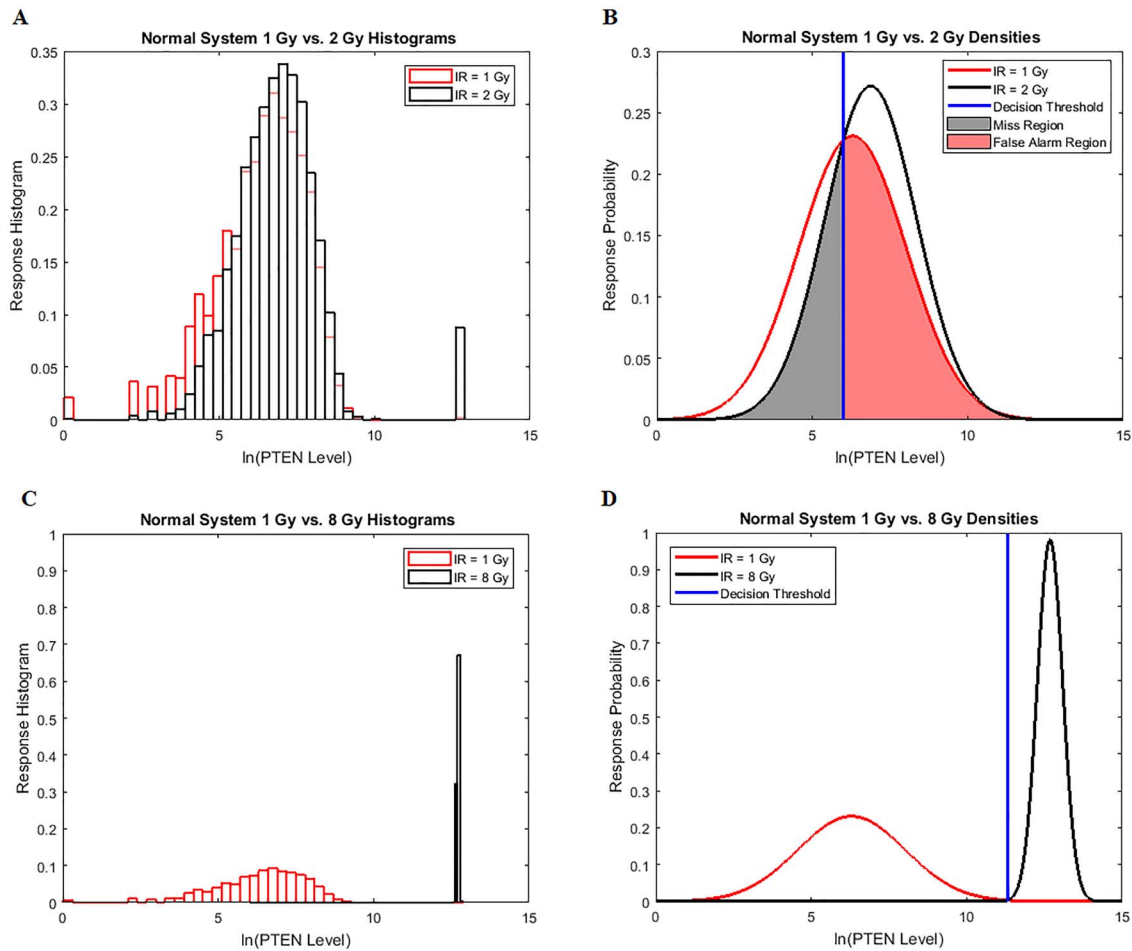 A
Normal System 1 Gy vs. 2 Gy Histograms
IR = 1 Gy
IR = 2 Gy
Response Histogram
0.35
0.3
0.25
0.2
0.15
0.1
0.05
0
0 5 10 15
ln(PTEN Level)
B
Normal System 1 Gy vs. 2 Gy Densities
IR = 1 Gy
IR = 2 Gy
Decision Threshold
Miss Region
False Alarm Region
Response Probability
0.3
0.25
0.2
0.15
0.1
0.05
0
0 5 10 15
ln(PTEN Level)
C
Normal System 1 Gy vs. 8 Gy Histograms
IR = 1 Gy
IR = 8 Gy
Response Histogram
1
0.9
0.8
0.7
0.6
0.5
0.4
0.3
0.2
0.1
0
0 5 10 15
ln(PTEN Level)
D
Normal System 1 Gy vs. 8 Gy Densities
IR = 1 Gy
IR = 8 Gy
Decision Threshold
Response Probability
1
0.9
0.8
0.7
0.6
0.5
0.4
0.3
0.2
0.1
0
0 5 10 15
ln(PTEN Level)